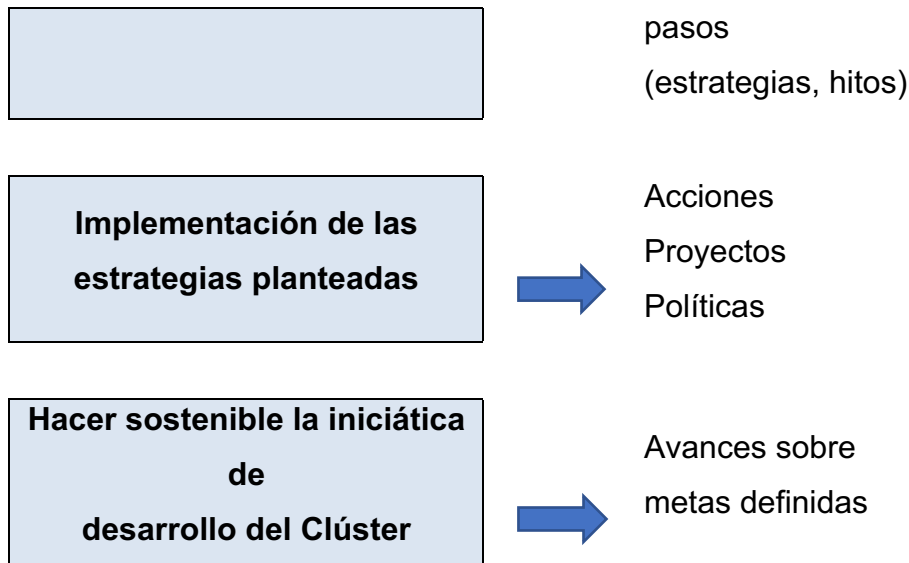 pasos
(estrategias, hitos)
Implementación de las
estrategias planteadas
Acciones
Proyectos
Políticas
Hacer sostenible la iniciática
de
desarrollo del Clúster
Avances sobre
metas definidas